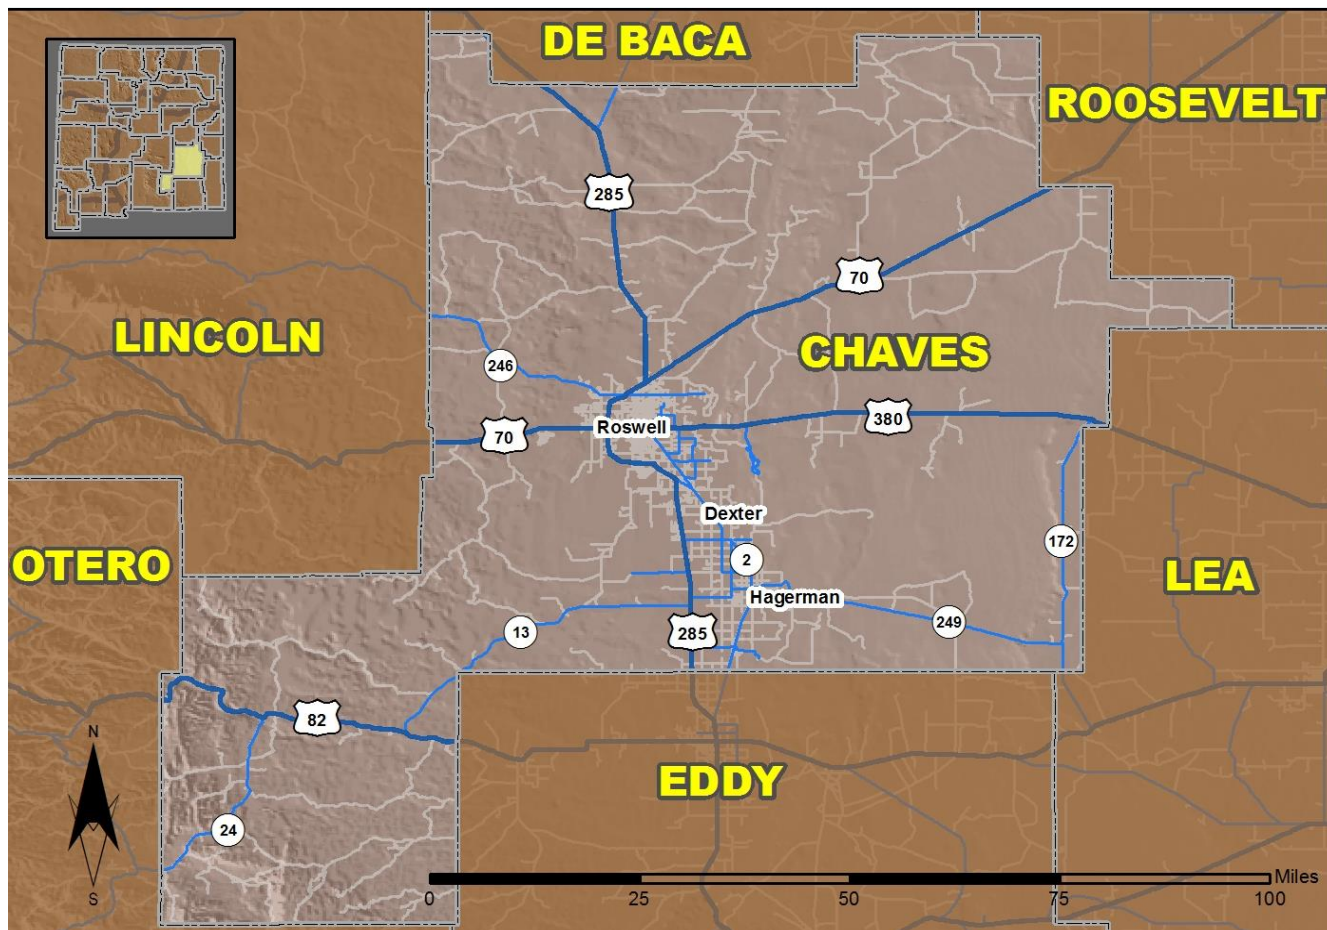 DE BACA
ROOSEVELT
285
70
LINCOLN
CHAVES
246
380
70
Roswell
Dexter
172
OTERO
2
LEA
Hagerman
249
13
285
82
N
EDDY
24
S
Miles
0 25 50 75 100